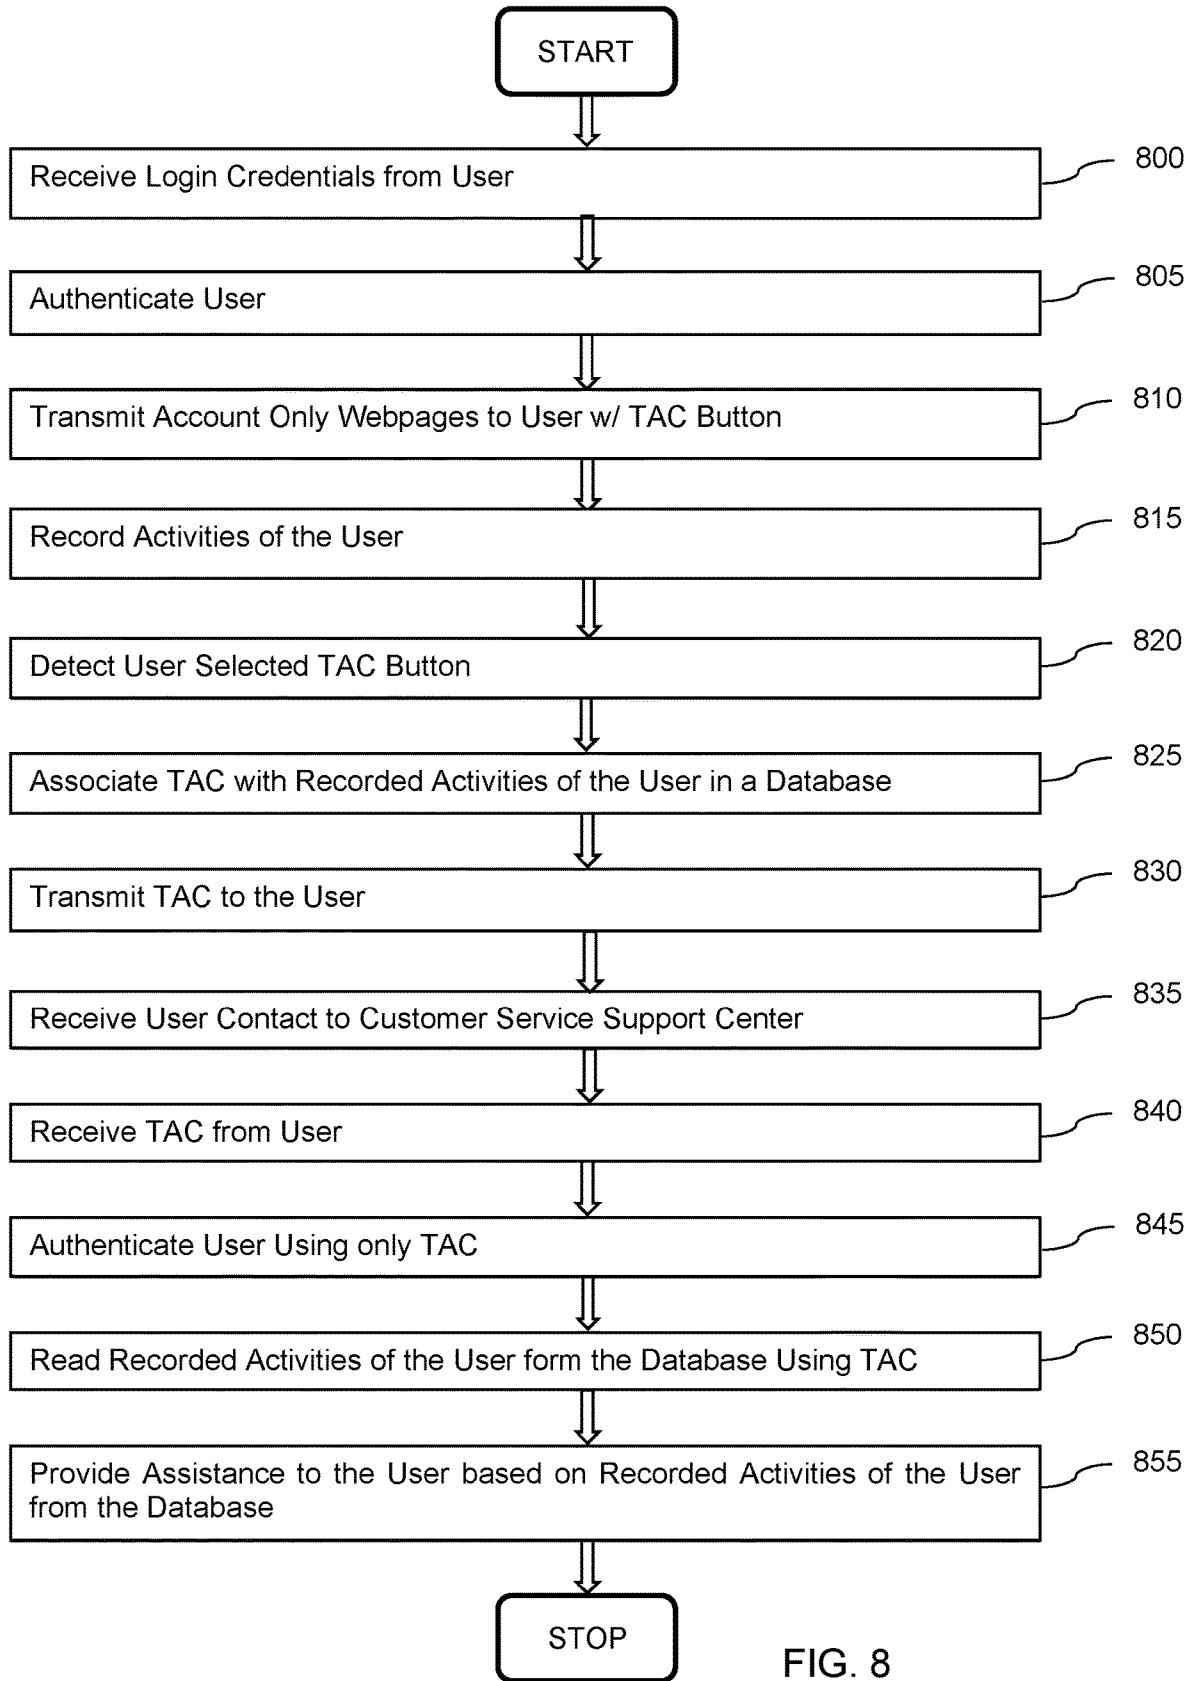 START
Receive Login Credentials from User
800
Authenticate User
805
Transmit Account Only Webpages to User w/ TAC Button
810
Record Activities of the User
815
Detect User Selected TAC Button
820
Associate TAC with Recorded Activities of the User in a Database
825
Transmit TAC to the User
830
Receive User Contact to Customer Service Support Center
835
Receive TAC from User
840
Authenticate User Using only TAC
845
Read Recorded Activities of the User form the Database Using TAC
850
Provide Assistance to the User based on Recorded Activities of the User
from the Database
855
STOP
FIG. 8